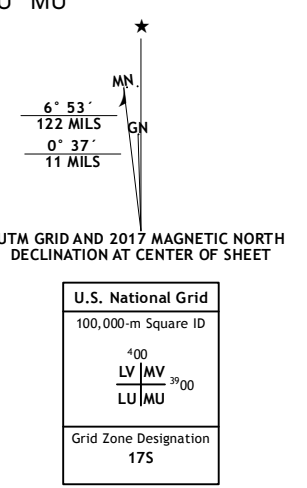 MU
★
MN
6° 53´
122 MILS
GN
0° 37´
11 MILS
UTM GRID AND 2017 MAGNETIC NORTH
DECLINATION AT CENTER OF SHEET
U.S. National Grid
100,000-m Square ID
⁴00
LV MV
³⁹00
LU MU
Grid Zone Designation
17S